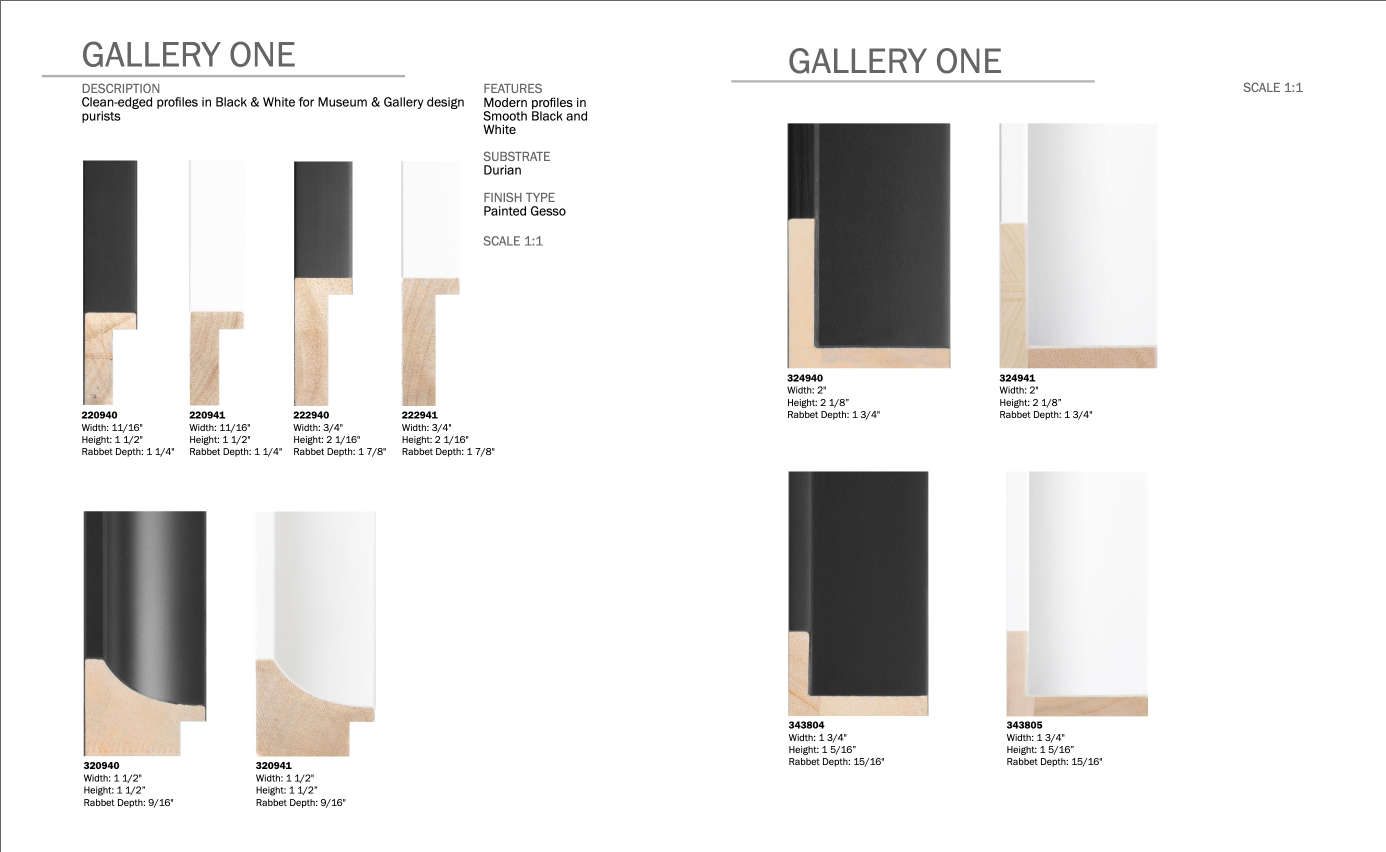 GALLERY ONE
DESCRIPTION
Clean-edged profiles in Black & White for Museum & Gallery design
purists
FEATURES
Modern profiles in
Smooth Black and
White
SUBSTRATE
Durian
FINISH TYPE
Painted Gesso
SCALE 1:1
220940
Width: 11/16"
Height: 1 1/2"
Rabbet Depth: 1 1/4"
220941
Width: 11/16"
Height: 1 1/2"
Rabbet Depth: 1 1/4"
222940
Width: 3/4"
Height: 2 1/16"
Rabbet Depth: 1 7/8"
222941
Width: 3/4"
Height: 2 1/16"
Rabbet Depth: 1 7/8"
320940
Width: 1 1/2"
Height: 1 1/2”
Rabbet Depth: 9/16"
320941
Width: 1 1/2"
Height: 1 1/2”
Rabbet Depth: 9/16"
GALLERY ONE
SCALE 1:1
324940
Width: 2"
Height: 2 1/8”
Rabbet Depth: 1 3/4"
324941
Width: 2"
Height: 2 1/8”
Rabbet Depth: 1 3/4"
343804
Width: 1 3/4"
Height: 1 5/16”
Rabbet Depth: 15/16"
343805
Width: 1 3/4"
Height: 1 5/16”
Rabbet Depth: 15/16"